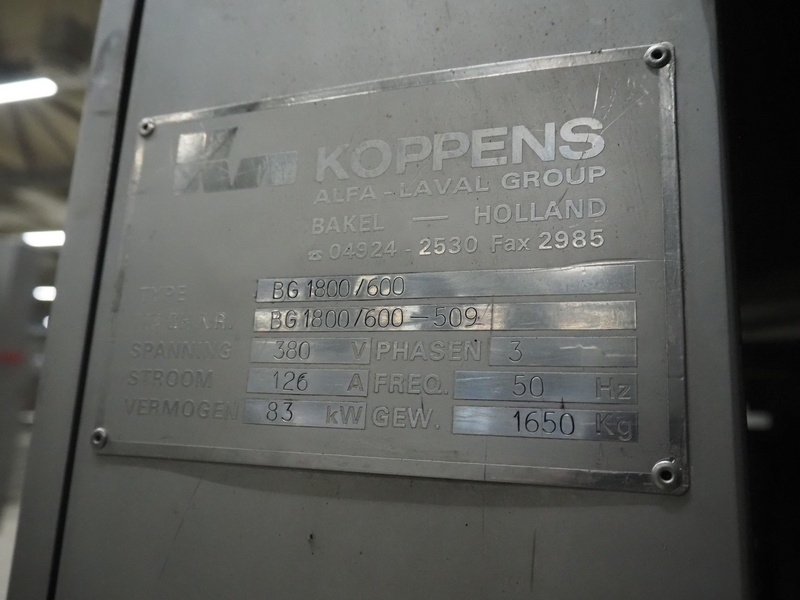 KOPPENS
ALFA-LAVAL GROUP
BAKEL — HOLLAND
☎ 04924-2530 Fax 2985
TYPE BG 1800/600
NR. BG 1800/600-509
SPANNING 380 V PHASEN 3
STROOM 126 A FREQ. 50 Hz
VERMOGEN 83 kW GEW. 1650 Kg